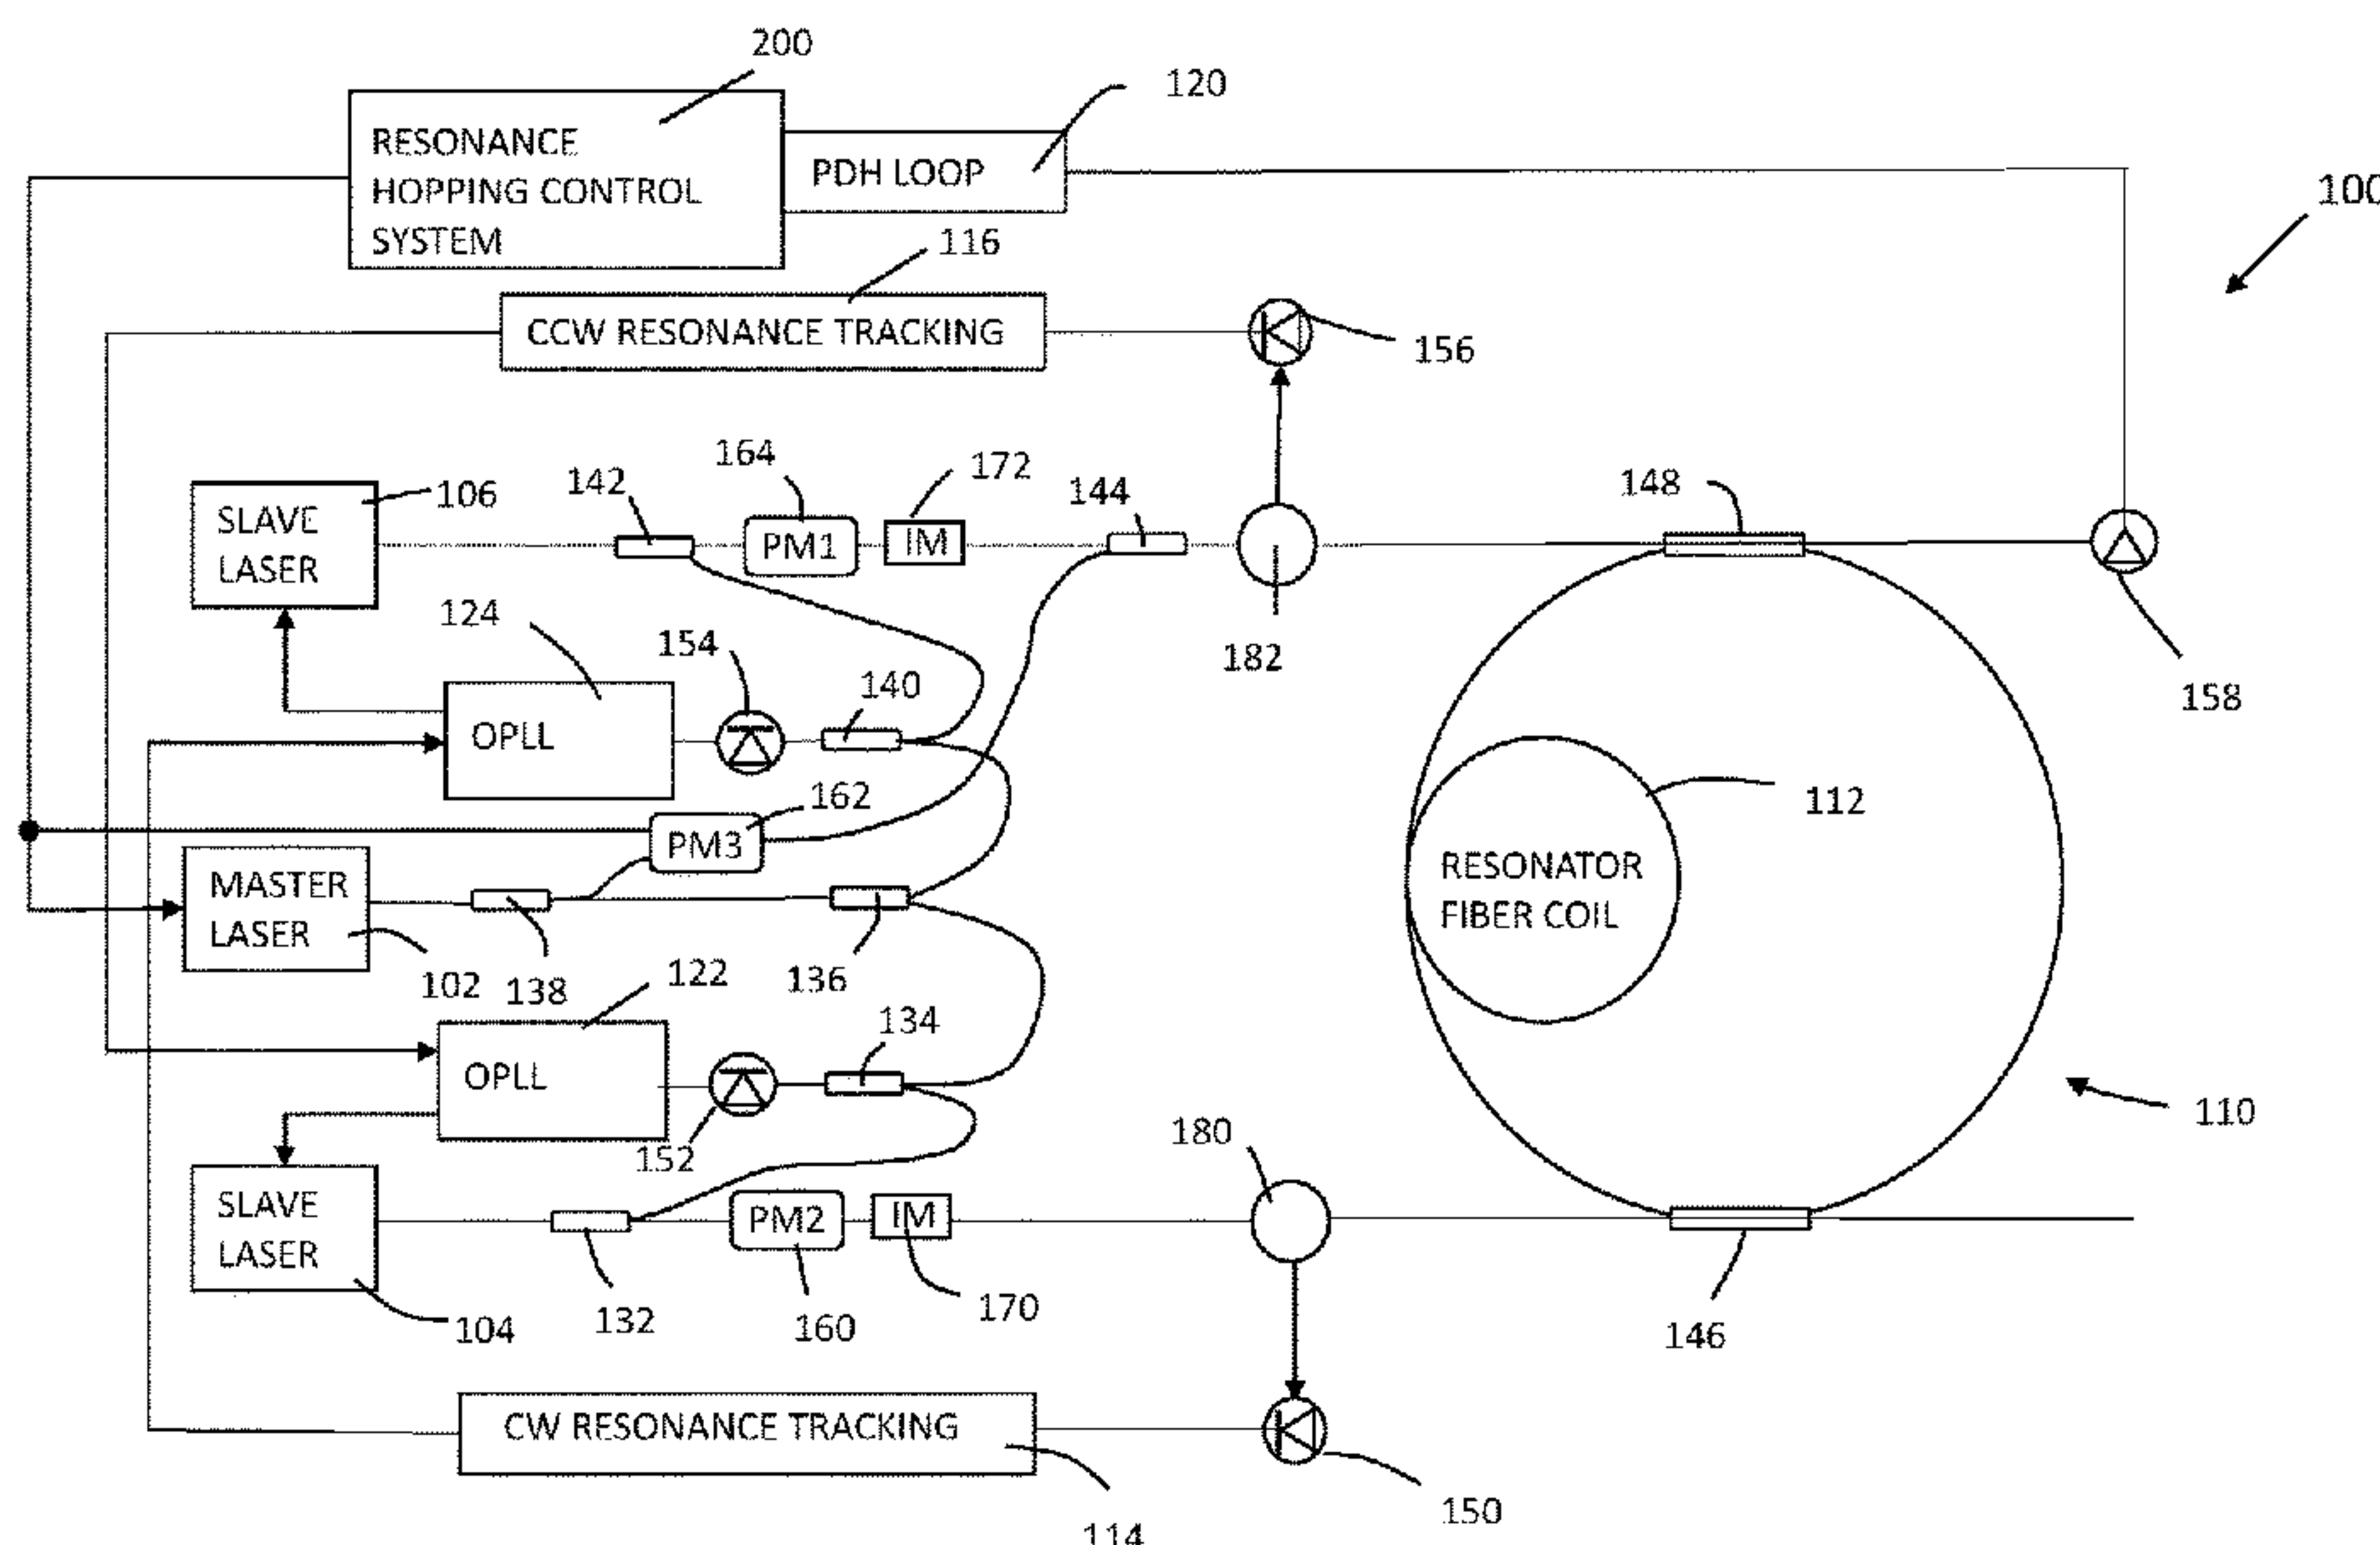 200
120
RESONANCE
HOPPING CONTROL
SYSTEM
PDH LOOP
100
116
CCW RESONANCE TRACKING
156
164
172
142
144
148
106
SLAVE
LASER
PM1
IM
124
154
182
158
140
OPLL
162
112
PM3
RESONATOR
FIBER COIL
MASTER
LASER
102
138
122
136
134
OPLL
110
152
180
SLAVE
LASER
PM2
IM
104
132
160
170
146
CW RESONANCE TRACKING
150
114